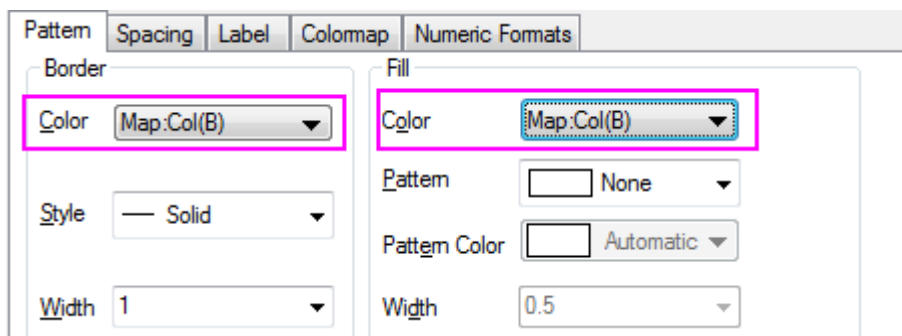 Pattern Spacing Label Colormap Numeric Formats
Border
Color Map:Col(B)
Style Solid
Width 1
Fill
Color Map:Col(B)
Pattern None
Pattern Color Automatic
Width 0.5